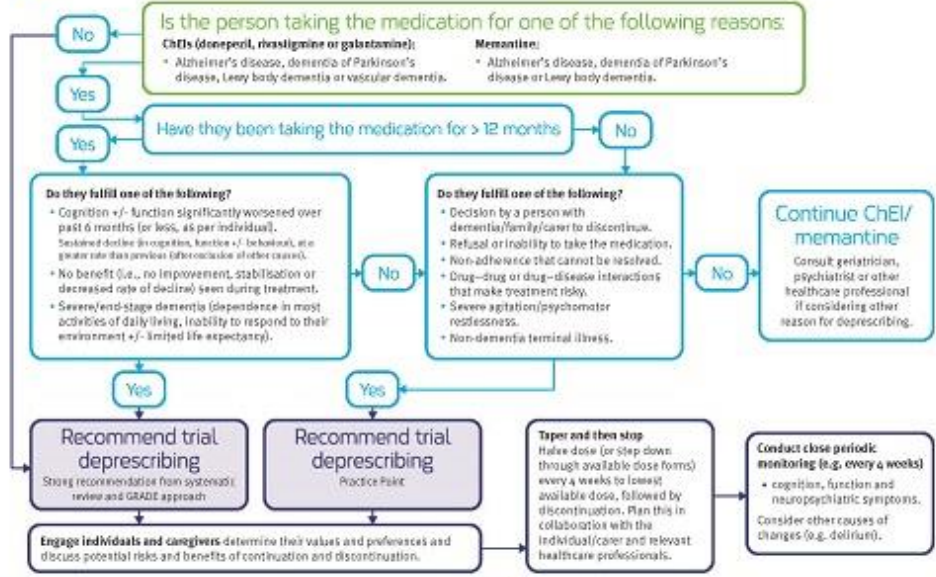 Is the person taking the medication for one of the following reasons:
No
ChEIs (donepezil, rivastigmine or galantamine):
• Alzheimer's disease, dementia of Parkinson's
disease, Lewy body dementia or vascular dementia.
Memantine:
• Alzheimer's disease, dementia of Parkinson's
disease or Lewy body dementia.
Yes
Have they been taking the medication for > 12 months
No
Yes
Do they fulfill one of the following?
• Cognition +/- function significantly worsened over
past 6 months (or less, as per individual).
Sustained decline (in cognition, function +/- behaviour), at a
greater rate than previous (after exclusion of other causes).
• No benefit (i.e., no improvement, stabilisation or
decreased rate of decline) seen during treatment.
• Severe/end-stage dementia (dependence in most
activities of daily living, inability to respond to their
environment +/- limited life expectancy).
No
Do they fulfill one of the following?
• Decision by a person with
dementia/family/carer to discontinue.
• Refusal or inability to take the medication.
• Non-adherence that cannot be resolved.
• Drug–drug or drug–disease interactions
that make treatment risky.
• Severe agitation/psychomotor
restlessness.
• Non-dementia terminal illness.
No
Continue ChEI/
memantine
Consult geriatrician,
psychiatrist or other
healthcare professional
if considering other
reason for deprescribing.
Yes
Yes
Recommend trial
deprescribing
Strong recommendation from systematic
review and GRADE approach
Recommend trial
deprescribing
Practice Point
Taper and then stop
Halve dose (or step down
through available dose forms)
every 4 weeks to lowest
available dose, followed by
discontinuation. Plan this in
collaboration with the
individual/carer and relevant
healthcare professionals.
Conduct close periodic
monitoring (e.g. every 4 weeks)
• cognition, function and
neuropsychiatric symptoms.
Consider other causes of
changes (e.g. delirium).
Engage individuals and caregivers determine their values and preferences and
discuss potential risks and benefits of continuation and discontinuation.